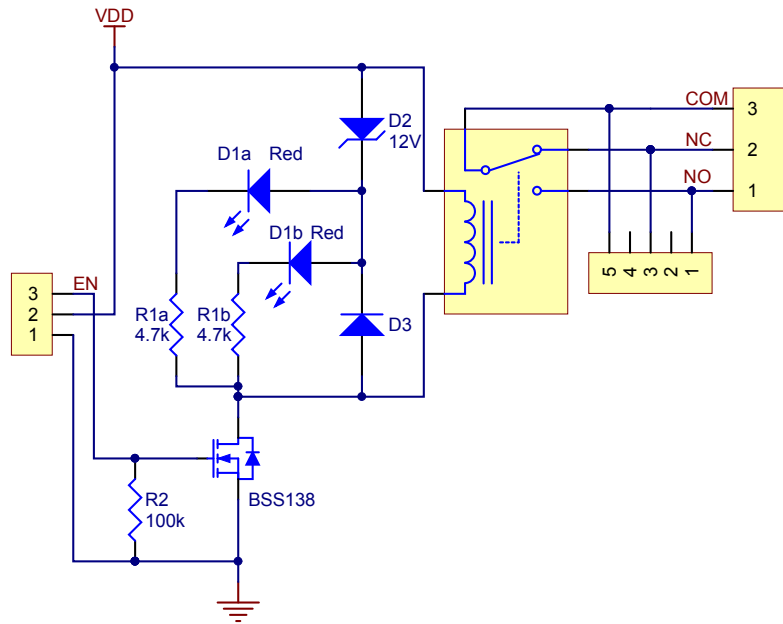 VDD
D2
12V
D1a Red
D1b Red
COM
NC
NO
3
2
1
5
4
3
2
1
EN
3
2
1
R1a
4.7k
R1b
4.7k
D3
R2
100k
BSS138